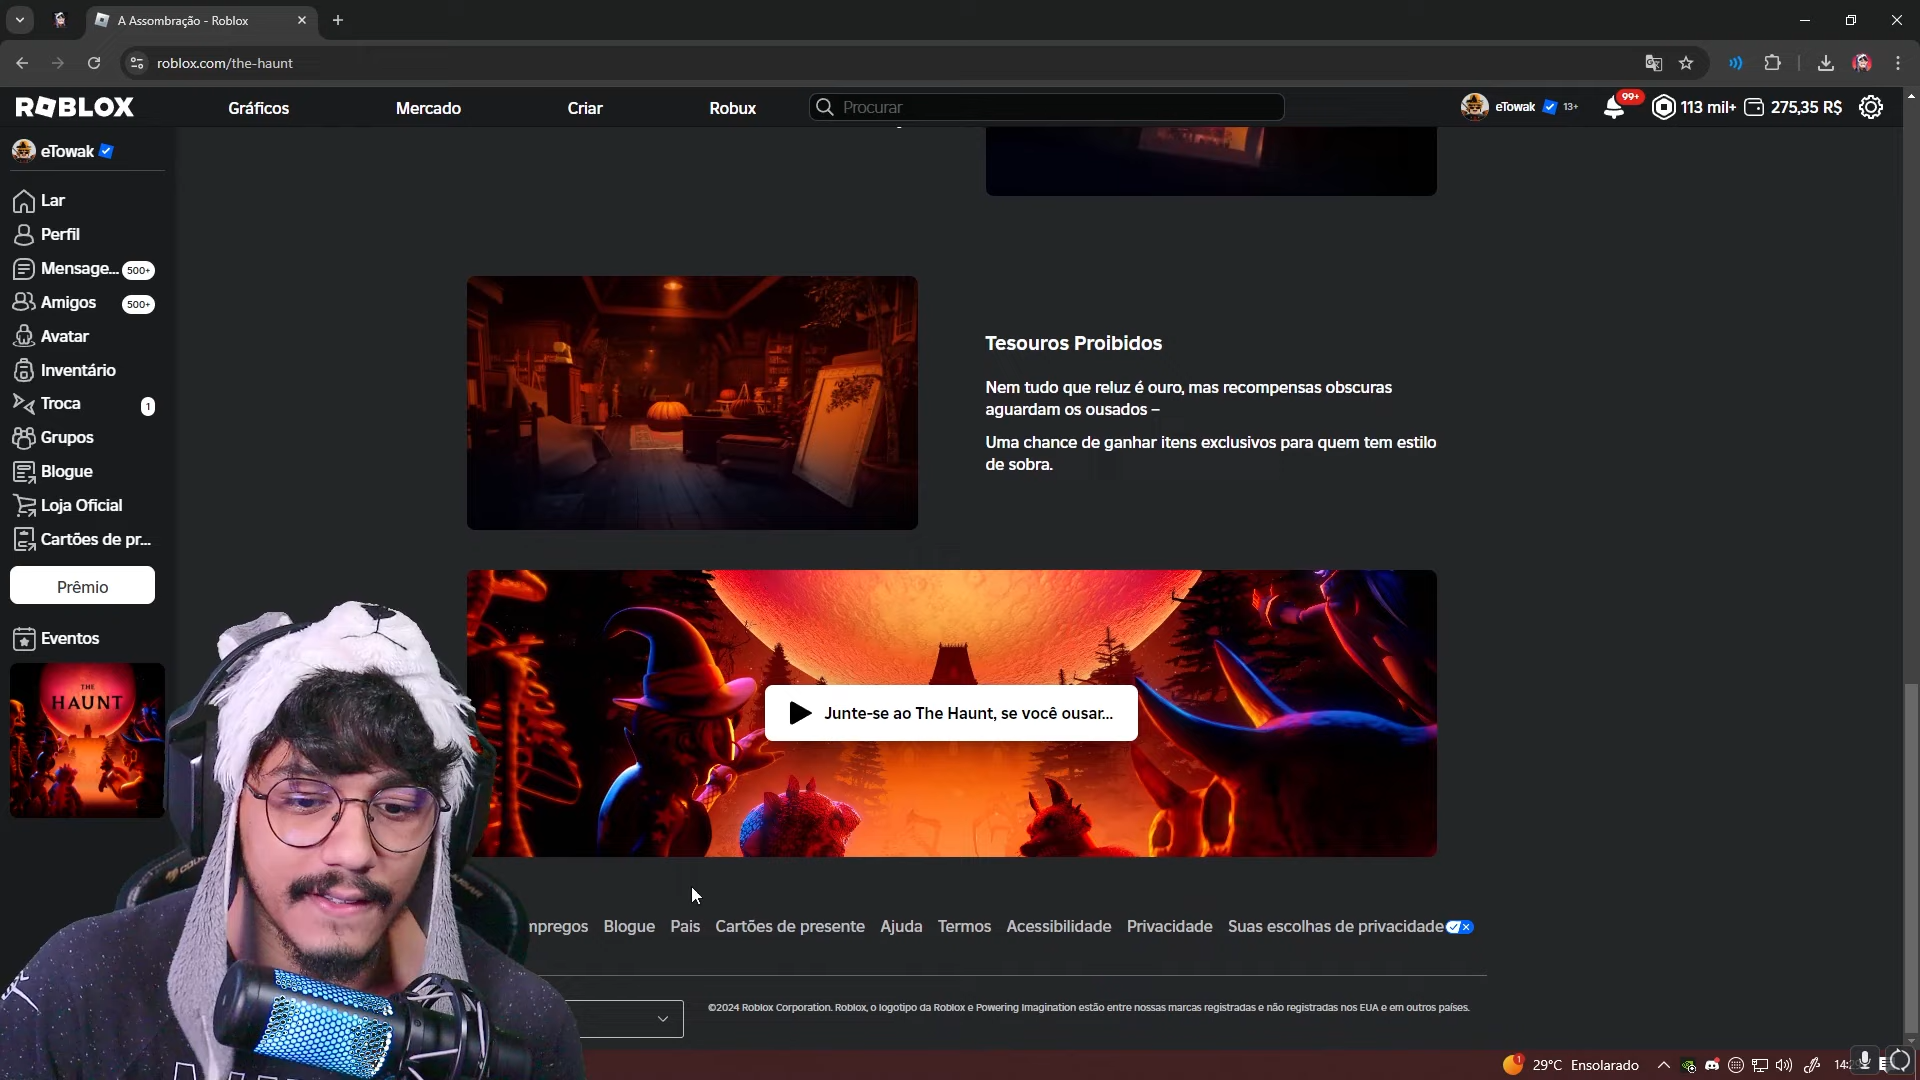 A Assombração - Roblox
roblox.com/the-haunt
ROBLOX
Gráficos
Mercado
Criar
Robux
Procurar
eTowak
13+
99+
113 mil+
275,35 R$
eTowak
Lar
Perfil
Mensage... 500+
Amigos 500+
Avatar
Inventário
Troca 1
Grupos
Blogue
Loja Oficial
Cartões de pr...
Prêmio
Eventos
THE
HAUNT
Tesouros Proibidos
Nem tudo que reluz é ouro, mas recompensas obscuras
aguardam os ousados –
Uma chance de ganhar itens exclusivos para quem tem estilo
de sobra.
Junte-se ao The Haunt, se você ousar...
mpregos Blogue Pais Cartões de presente Ajuda Termos Acessibilidade Privacidade Suas escolhas de privacidade
©2024 Roblox Corporation. Roblox, o logotipo da Roblox e Powering Imagination estão entre nossas marcas registradas e não registradas nos EUA e em outros países.
1
29°C Ensolarado